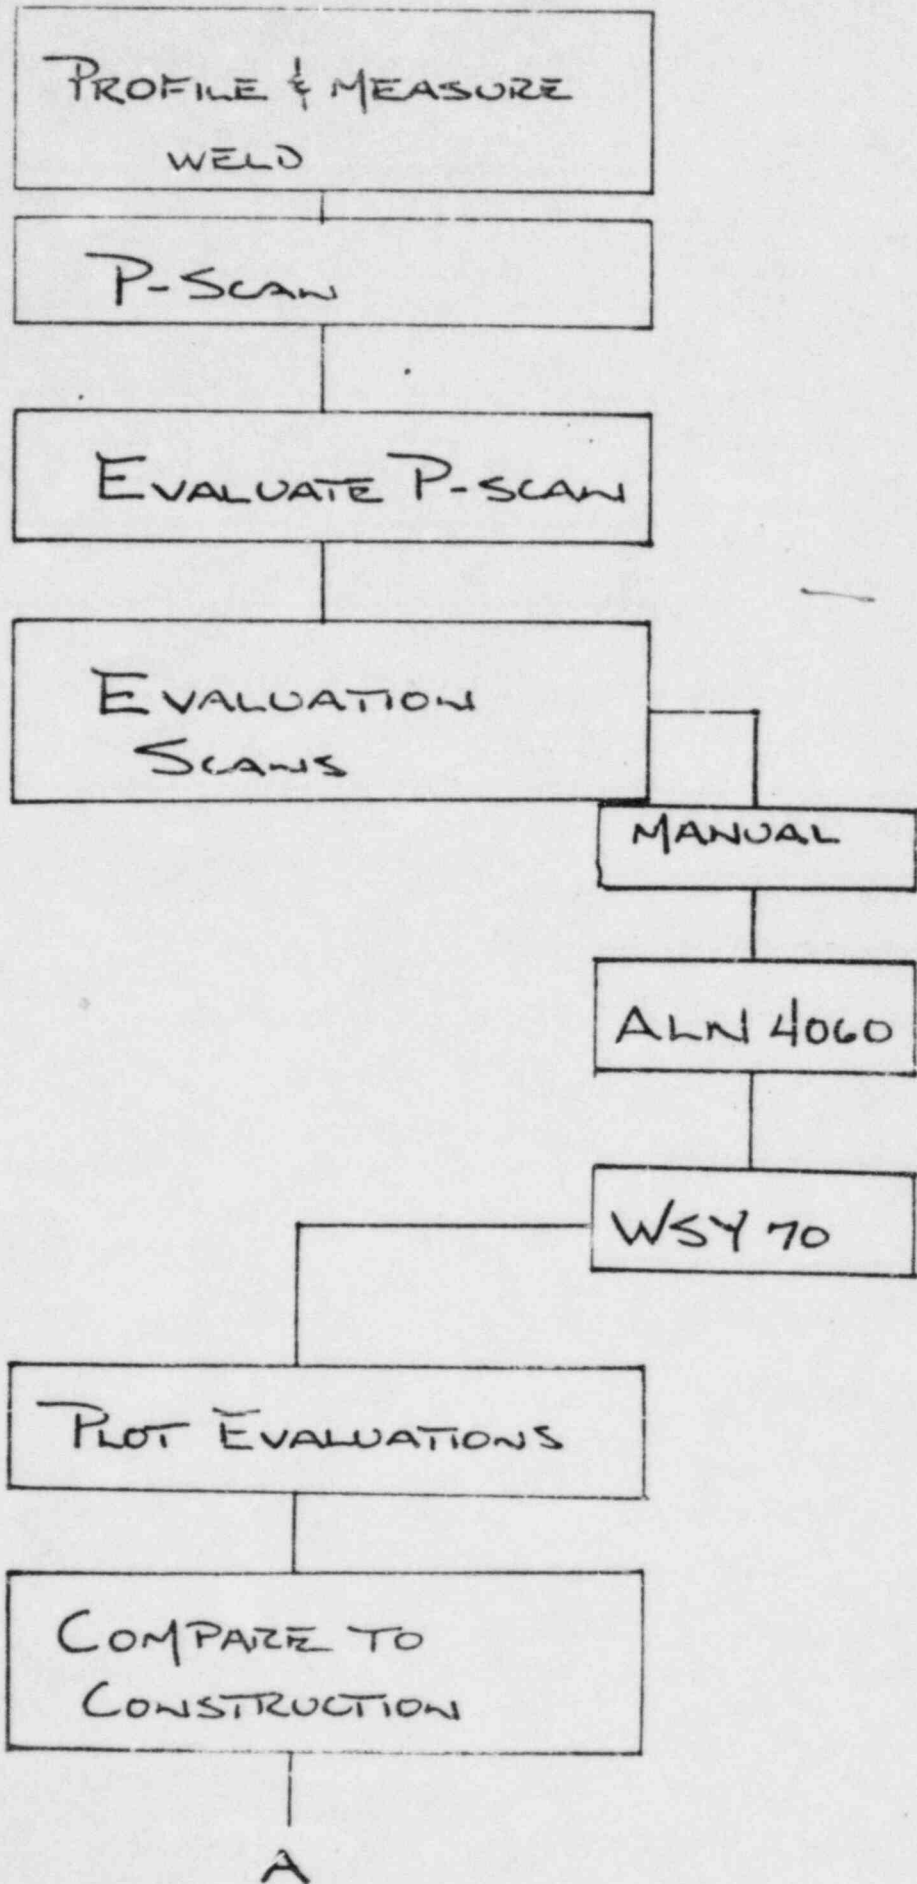 PROFILE & MEASURE
WELD
P-SCAN
EVALUATE P-SCAN
EVALUATION
SCANS
MANUAL
ALN 4060
WSY 70
PLOT EVALUATIONS
COMPARE TO
CONSTRUCTION
A